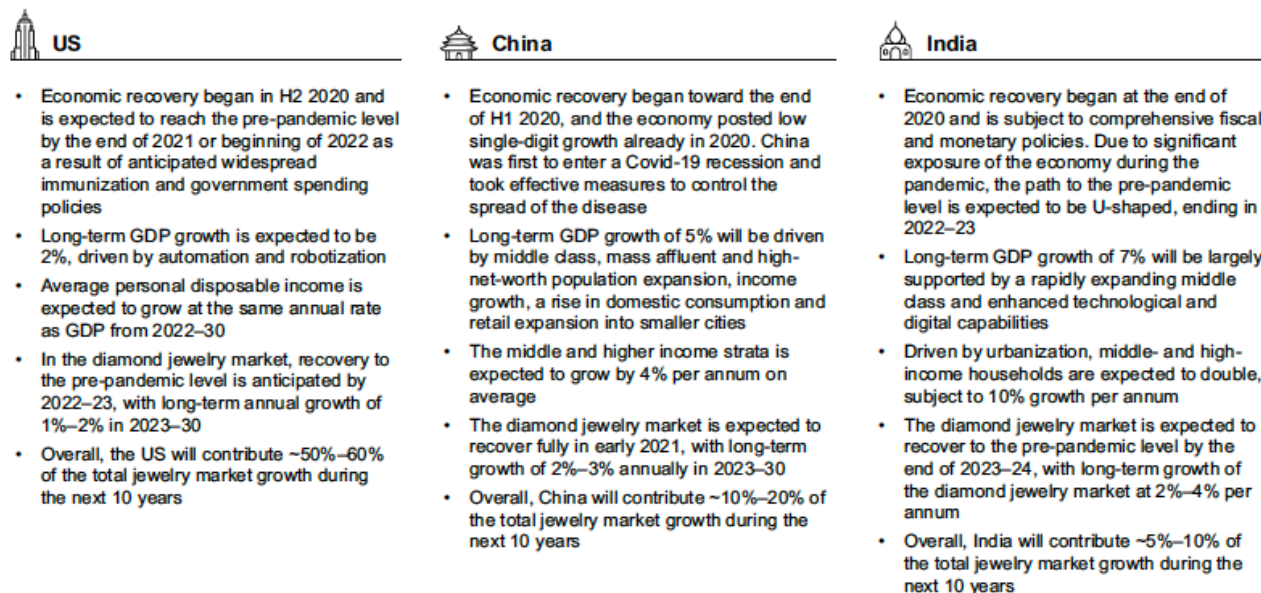 US
• Economic recovery began in H2 2020 and
is expected to reach the pre-pandemic level
by the end of 2021 or beginning of 2022 as
a result of anticipated widespread
immunization and government spending
policies
• Long-term GDP growth is expected to be
2%, driven by automation and robotization
• Average personal disposable income is
expected to grow at the same annual rate
as GDP from 2022–30
• In the diamond jewelry market, recovery to
the pre-pandemic level is anticipated by
2022–23, with long-term annual growth of
1%–2% in 2023–30
• Overall, the US will contribute ~50%–60%
of the total jewelry market growth during
the next 10 years
China
• Economic recovery began toward the end
of H1 2020, and the economy posted low
single-digit growth already in 2020. China
was first to enter a Covid-19 recession and
took effective measures to control the
spread of the disease
• Long-term GDP growth of 5% will be driven
by middle class, mass affluent and high-
net-worth population expansion, income
growth, a rise in domestic consumption and
retail expansion into smaller cities
• The middle and higher income strata is
expected to grow by 4% per annum on
average
• The diamond jewelry market is expected to
recover fully in early 2021, with long-term
growth of 2%–3% annually in 2023–30
• Overall, China will contribute ~10%–20% of
the total jewelry market growth during the
next 10 years
India
• Economic recovery began at the end of
2020 and is subject to comprehensive fiscal
and monetary policies. Due to significant
exposure of the economy during the
pandemic, the path to the pre-pandemic
level is expected to be U-shaped, ending in
2022–23
• Long-term GDP growth of 7% will be largely
supported by a rapidly expanding middle
class and enhanced technological and
digital capabilities
• Driven by urbanization, middle- and high-
income households are expected to double,
subject to 10% growth per annum
• The diamond jewelry market is expected to
recover to the pre-pandemic level by the
end of 2023–24, with long-term growth of
the diamond jewelry market at 2%–4% per
annum
• Overall, India will contribute ~5%–10% of
the total jewelry market growth during the
next 10 years